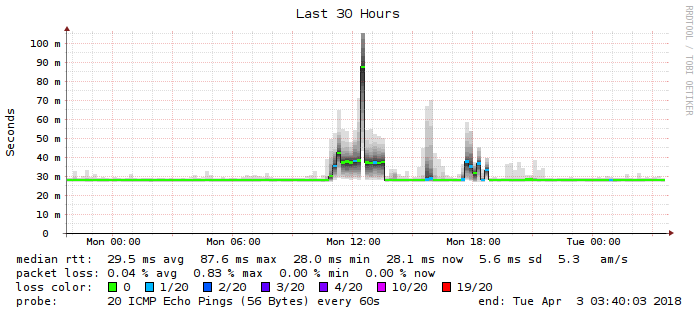 Last 30 Hours
RRDTOOL / TOBI OETIKER
Seconds
100 m
90 m
80 m
70 m
60 m
50 m
40 m
30 m
20 m
10 m
0
Mon 00:00 Mon 06:00 Mon 12:00 Mon 18:00 Tue 00:00
median rtt: 29.5 ms avg 87.6 ms max 28.0 ms min 28.1 ms now 5.6 ms sd 5.3 am/s
packet loss: 0.04 % avg 0.83 % max 0.00 % min 0.00 % now
loss color: 0 1/20 2/20 3/20 4/20 10/20 19/20
probe: 20 ICMP Echo Pings (56 Bytes) every 60s end: Tue Apr 3 03:40:03 2018